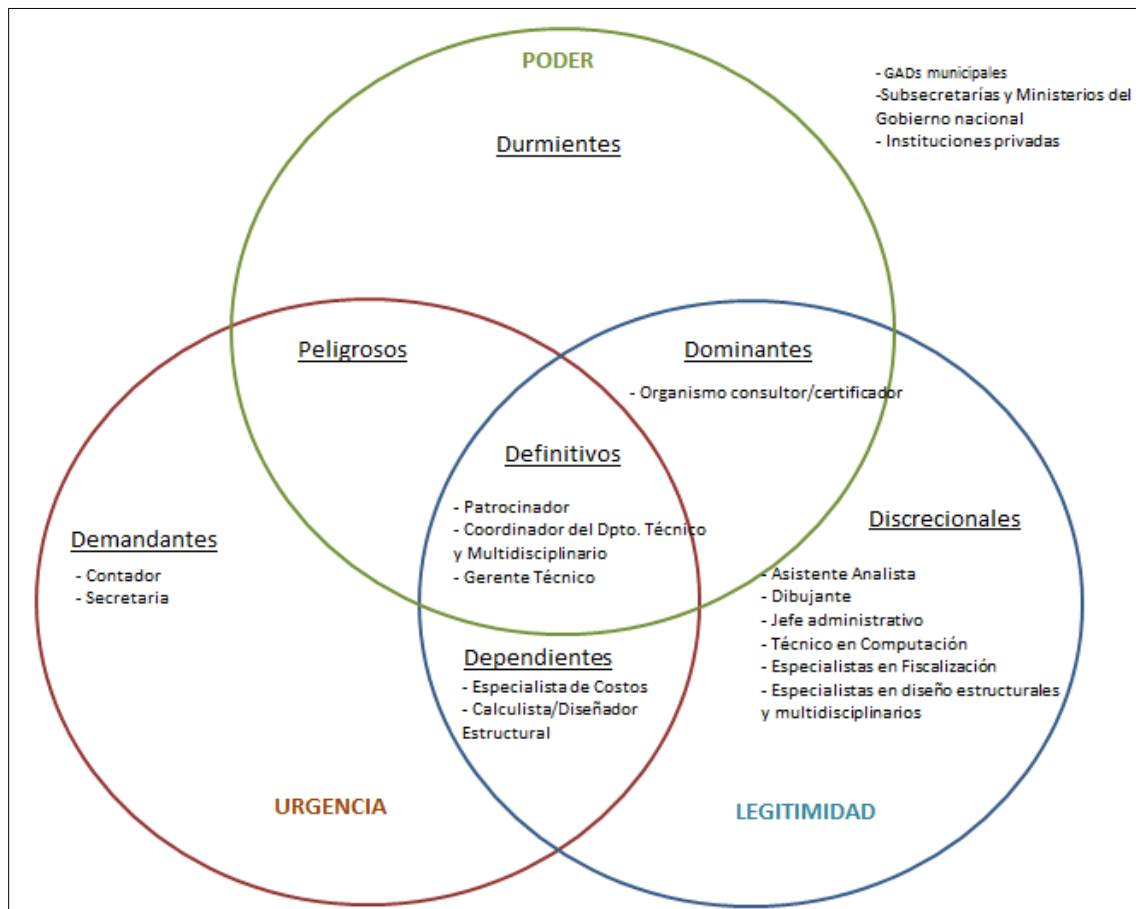 PODER
- GADs municipales
-Subsecretarías y Ministerios del
Gobierno nacional
- Instituciones privadas
Durmientes
Peligrosos
Dominantes
- Organismo consultor/certificador
Definitivos
- Patrocinador
- Coordinador del Dpto. Técnico
y Multidisciplinario
- Gerente Técnico
Demandantes
- Contador
- Secretaria
Discrecionales
- Asistente Analista
- Dibujante
- Jefe administrativo
- Técnico en Computación
- Especialistas en Fiscalización
- Especialistas en diseño estructurales
y multidisciplinarios
Dependientes
- Especialista de Costos
- Calculista/Diseñador
Estructural
URGENCIA
LEGITIMIDAD